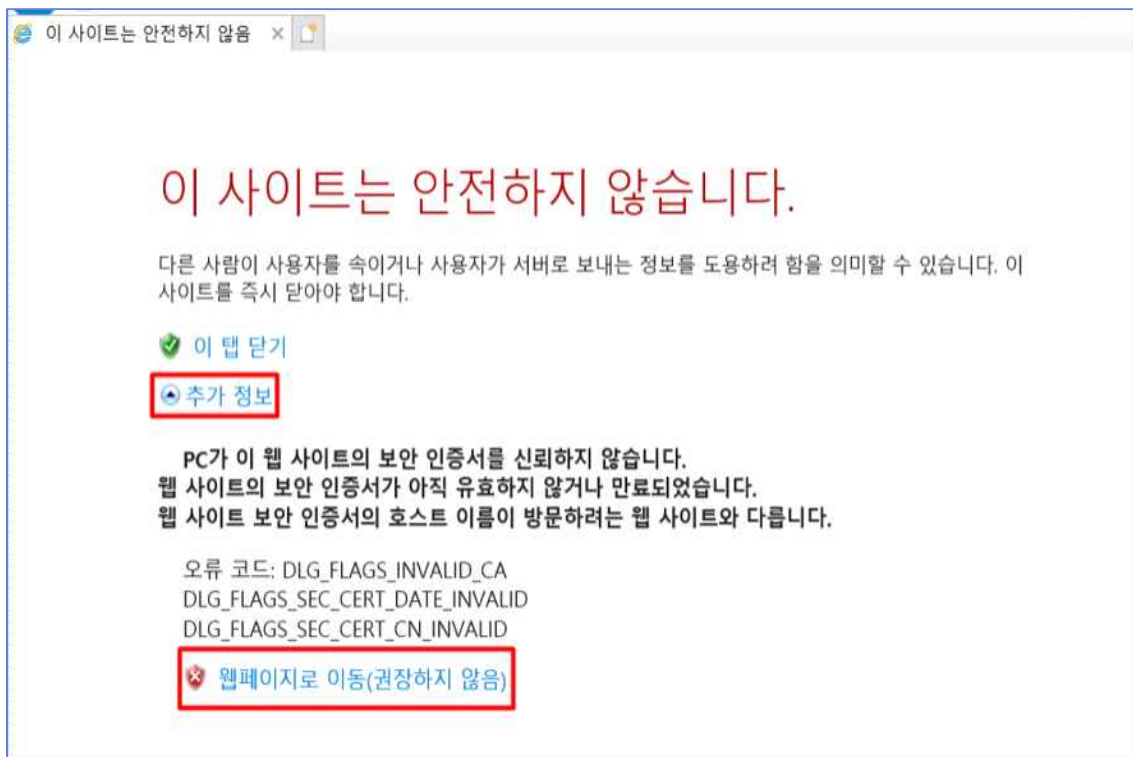 이 사이트는 안전하지 않음
이 사이트는 안전하지 않습니다.
다른 사람이 사용자를 속이거나 사용자가 서버로 보내는 정보를 도용하려 함을 의미할 수 있습니다. 이
사이트를 즉시 닫아야 합니다.
이 탭 닫기
추가 정보
PC가 이 웹 사이트의 보안 인증서를 신뢰하지 않습니다.
웹 사이트의 보안 인증서가 아직 유효하지 않거나 만료되었습니다.
웹 사이트 보안 인증서의 호스트 이름이 방문하려는 웹 사이트와 다릅니다.
오류 코드: DLG_FLAGS_INVALID_CA
DLG_FLAGS_SEC_CERT_DATE_INVALID
DLG_FLAGS_SEC_CERT_CN_INVALID
웹페이지로 이동(권장하지 않음)